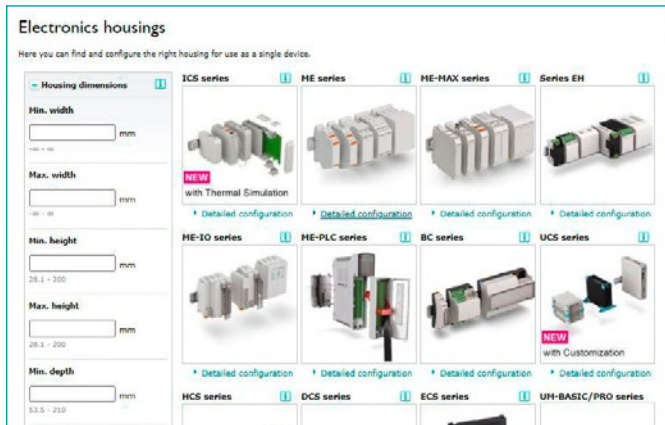 Electronics housings
Here you can find and configure the right housing for use as a single device.
Housing dimensions
Min. width
mm
-∞ - ∞
Max. width
mm
-∞ - ∞
Min. height
mm
28.1 - 200
Max. height
mm
28.1 - 200
Min. depth
mm
53.5 - 210
ICS series ME series ME-MAX series Series EH
NEW
with Thermal Simulation
Detailed configuration Detailed configuration Detailed configuration Detailed configuration
ME-IO series ME-PLC series BC series UCS series
NEW
with Customization
Detailed configuration Detailed configuration Detailed configuration Detailed configuration
HCS series DCS series ECS series UM-BASIC/PRO series